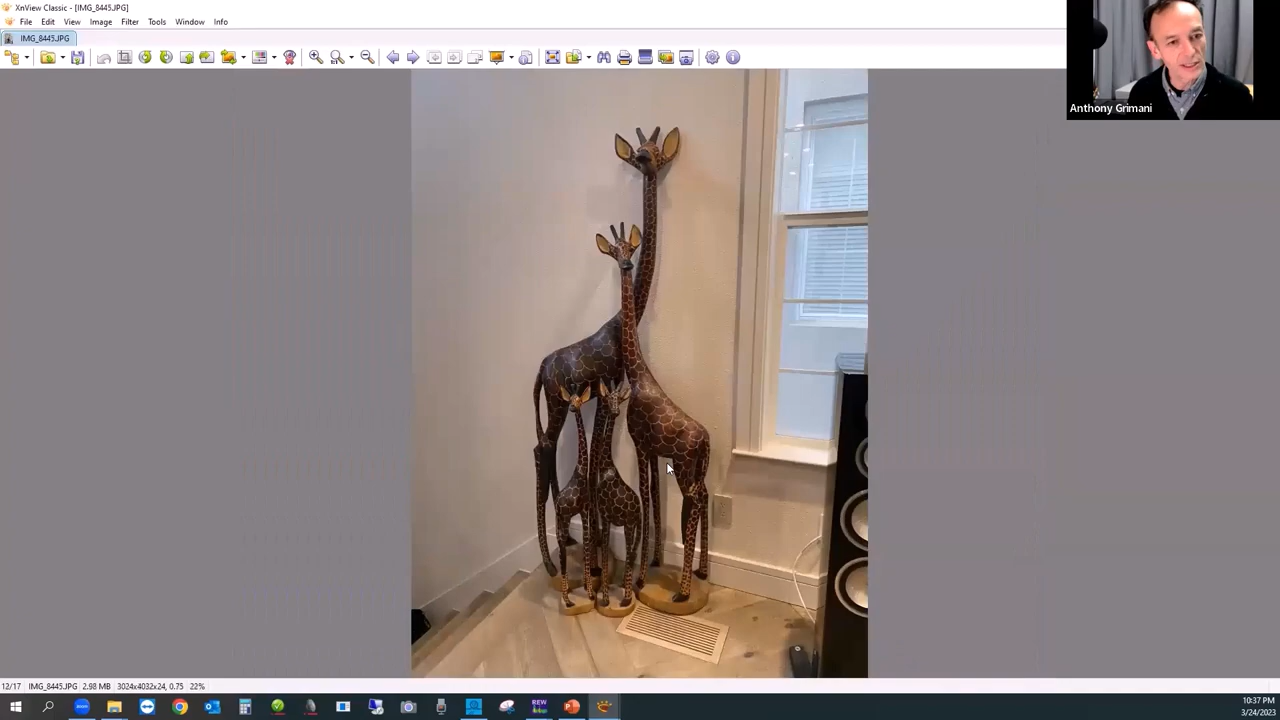 XnView Classic - [IMG_8445.JPG]
File Edit View Image Filter Tools Window Info
IMG_8445.JPG
Anthony Grimani
12/17 IMG_8445.JPG 2.98 MB 3024x4032x24, 0.75 22%
REW
10:37 PM
3/24/2023